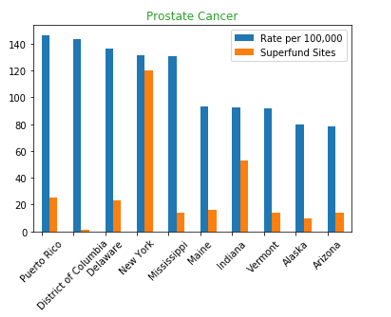 Prostate Cancer
Rate per 100,000
Superfund Sites
140
120
100
80
60
40
20
0
Puerto Rico
District of Columbia
Delaware
New York
Mississippi
Maine
Indiana
Vermont
Alaska
Arizona